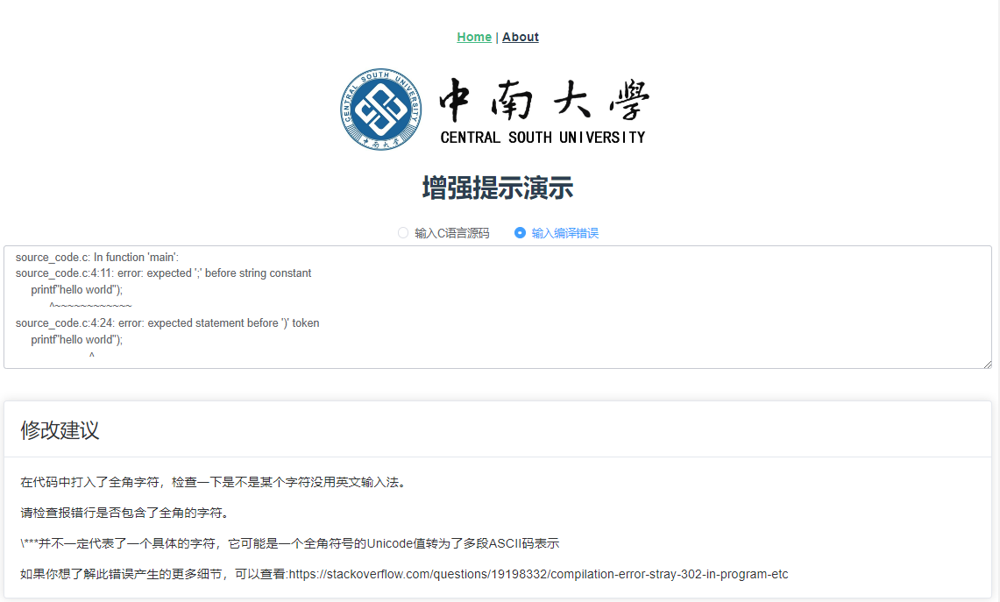 Home | About
CENTRAL SOUTH UNIVERSITY
中南大学
中南大學
CENTRAL SOUTH UNIVERSITY
增强提示演示
输入C语言源码 输入编译错误
source_code.c: In function 'main':
source_code.c:4:11: error: expected ';' before string constant
printf"hello world");
^~~~~~~~~~~~~
source_code.c:4:24: error: expected statement before ')' token
printf"hello world");
^
修改建议
在代码中打入了全角字符，检查一下是不是某个字符没用英文输入法。
请检查报错行是否包含了全角的字符。
\***并不一定代表了一个具体的字符，它可能是一个全角符号的Unicode值转为了多段ASCII码表示
如果你想了解此错误产生的更多细节，可以查看:https://stackoverflow.com/questions/19198332/compilation-error-stray-302-in-program-etc